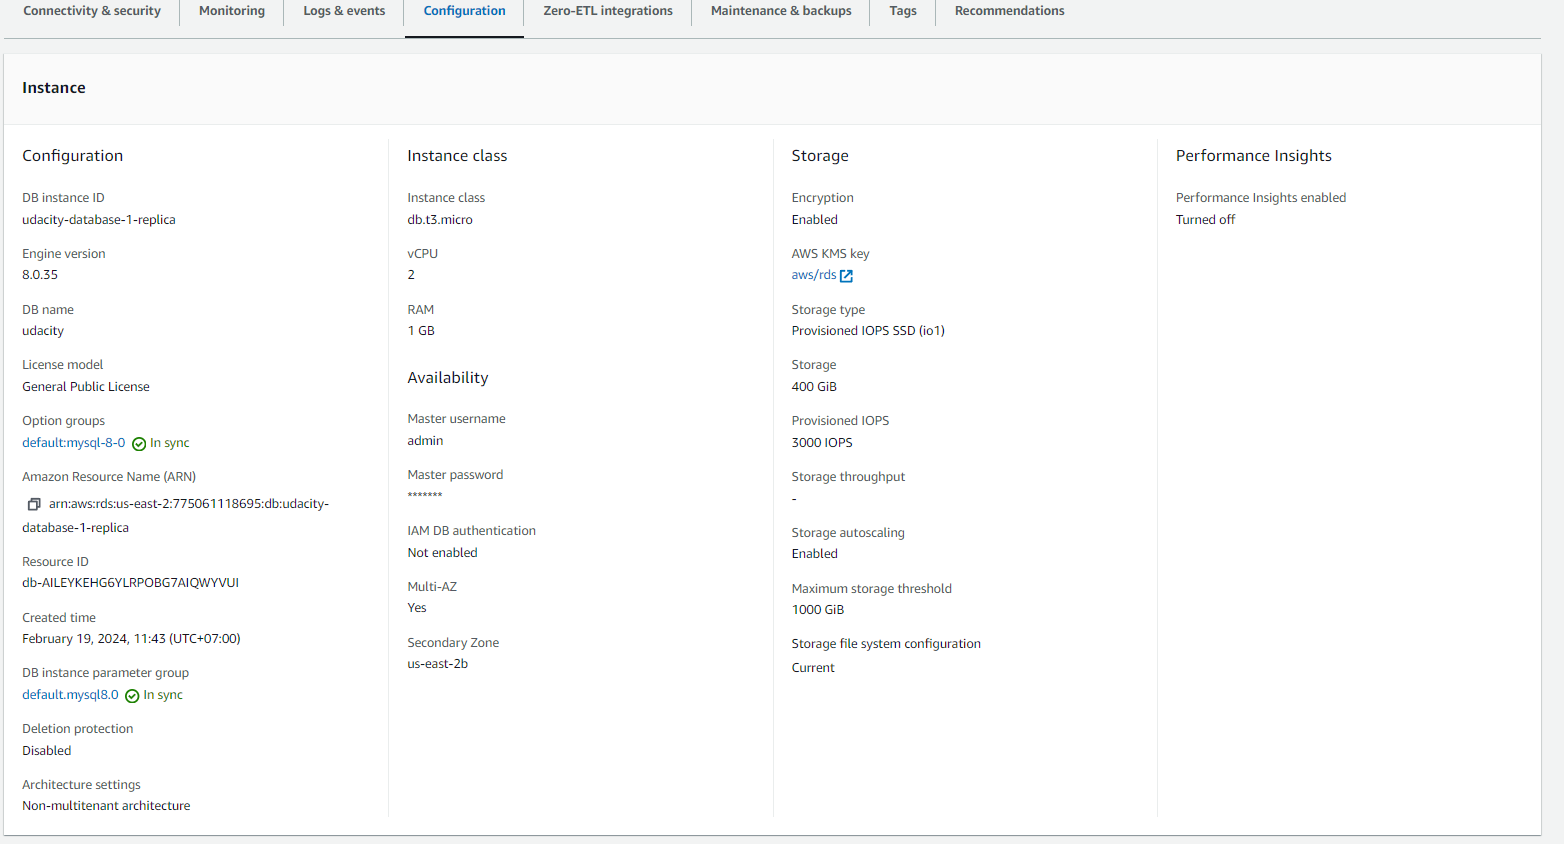 Connectivity & security
Monitoring
Logs & events
Configuration
Zero-ETL integrations
Maintenance & backups
Tags
Recommendations
Instance
Configuration
DB instance ID
udacity-database-1-replica
Engine version
8.0.35
DB name
udacity
License model
General Public License
Option groups
default:mysql-8-0 In sync
Amazon Resource Name (ARN)
arn:aws:rds:us-east-2:775061118695:db:udacity-
database-1-replica
Resource ID
db-AILEYKEHG6YLRPOBG7AIQWYVUI
Created time
February 19, 2024, 11:43 (UTC+07:00)
DB instance parameter group
default.mysql8.0 In sync
Deletion protection
Disabled
Architecture settings
Non-multitenant architecture
Instance class
Instance class
db.t3.micro
vCPU
2
RAM
1 GB
Availability
Master username
admin
Master password
*******
IAM DB authentication
Not enabled
Multi-AZ
Yes
Secondary Zone
us-east-2b
Storage
Encryption
Enabled
AWS KMS key
aws/rds
Storage type
Provisioned IOPS SSD (io1)
Storage
400 GiB
Provisioned IOPS
3000 IOPS
Storage throughput
-
Storage autoscaling
Enabled
Maximum storage threshold
1000 GiB
Storage file system configuration
Current
Performance Insights
Performance Insights enabled
Turned off